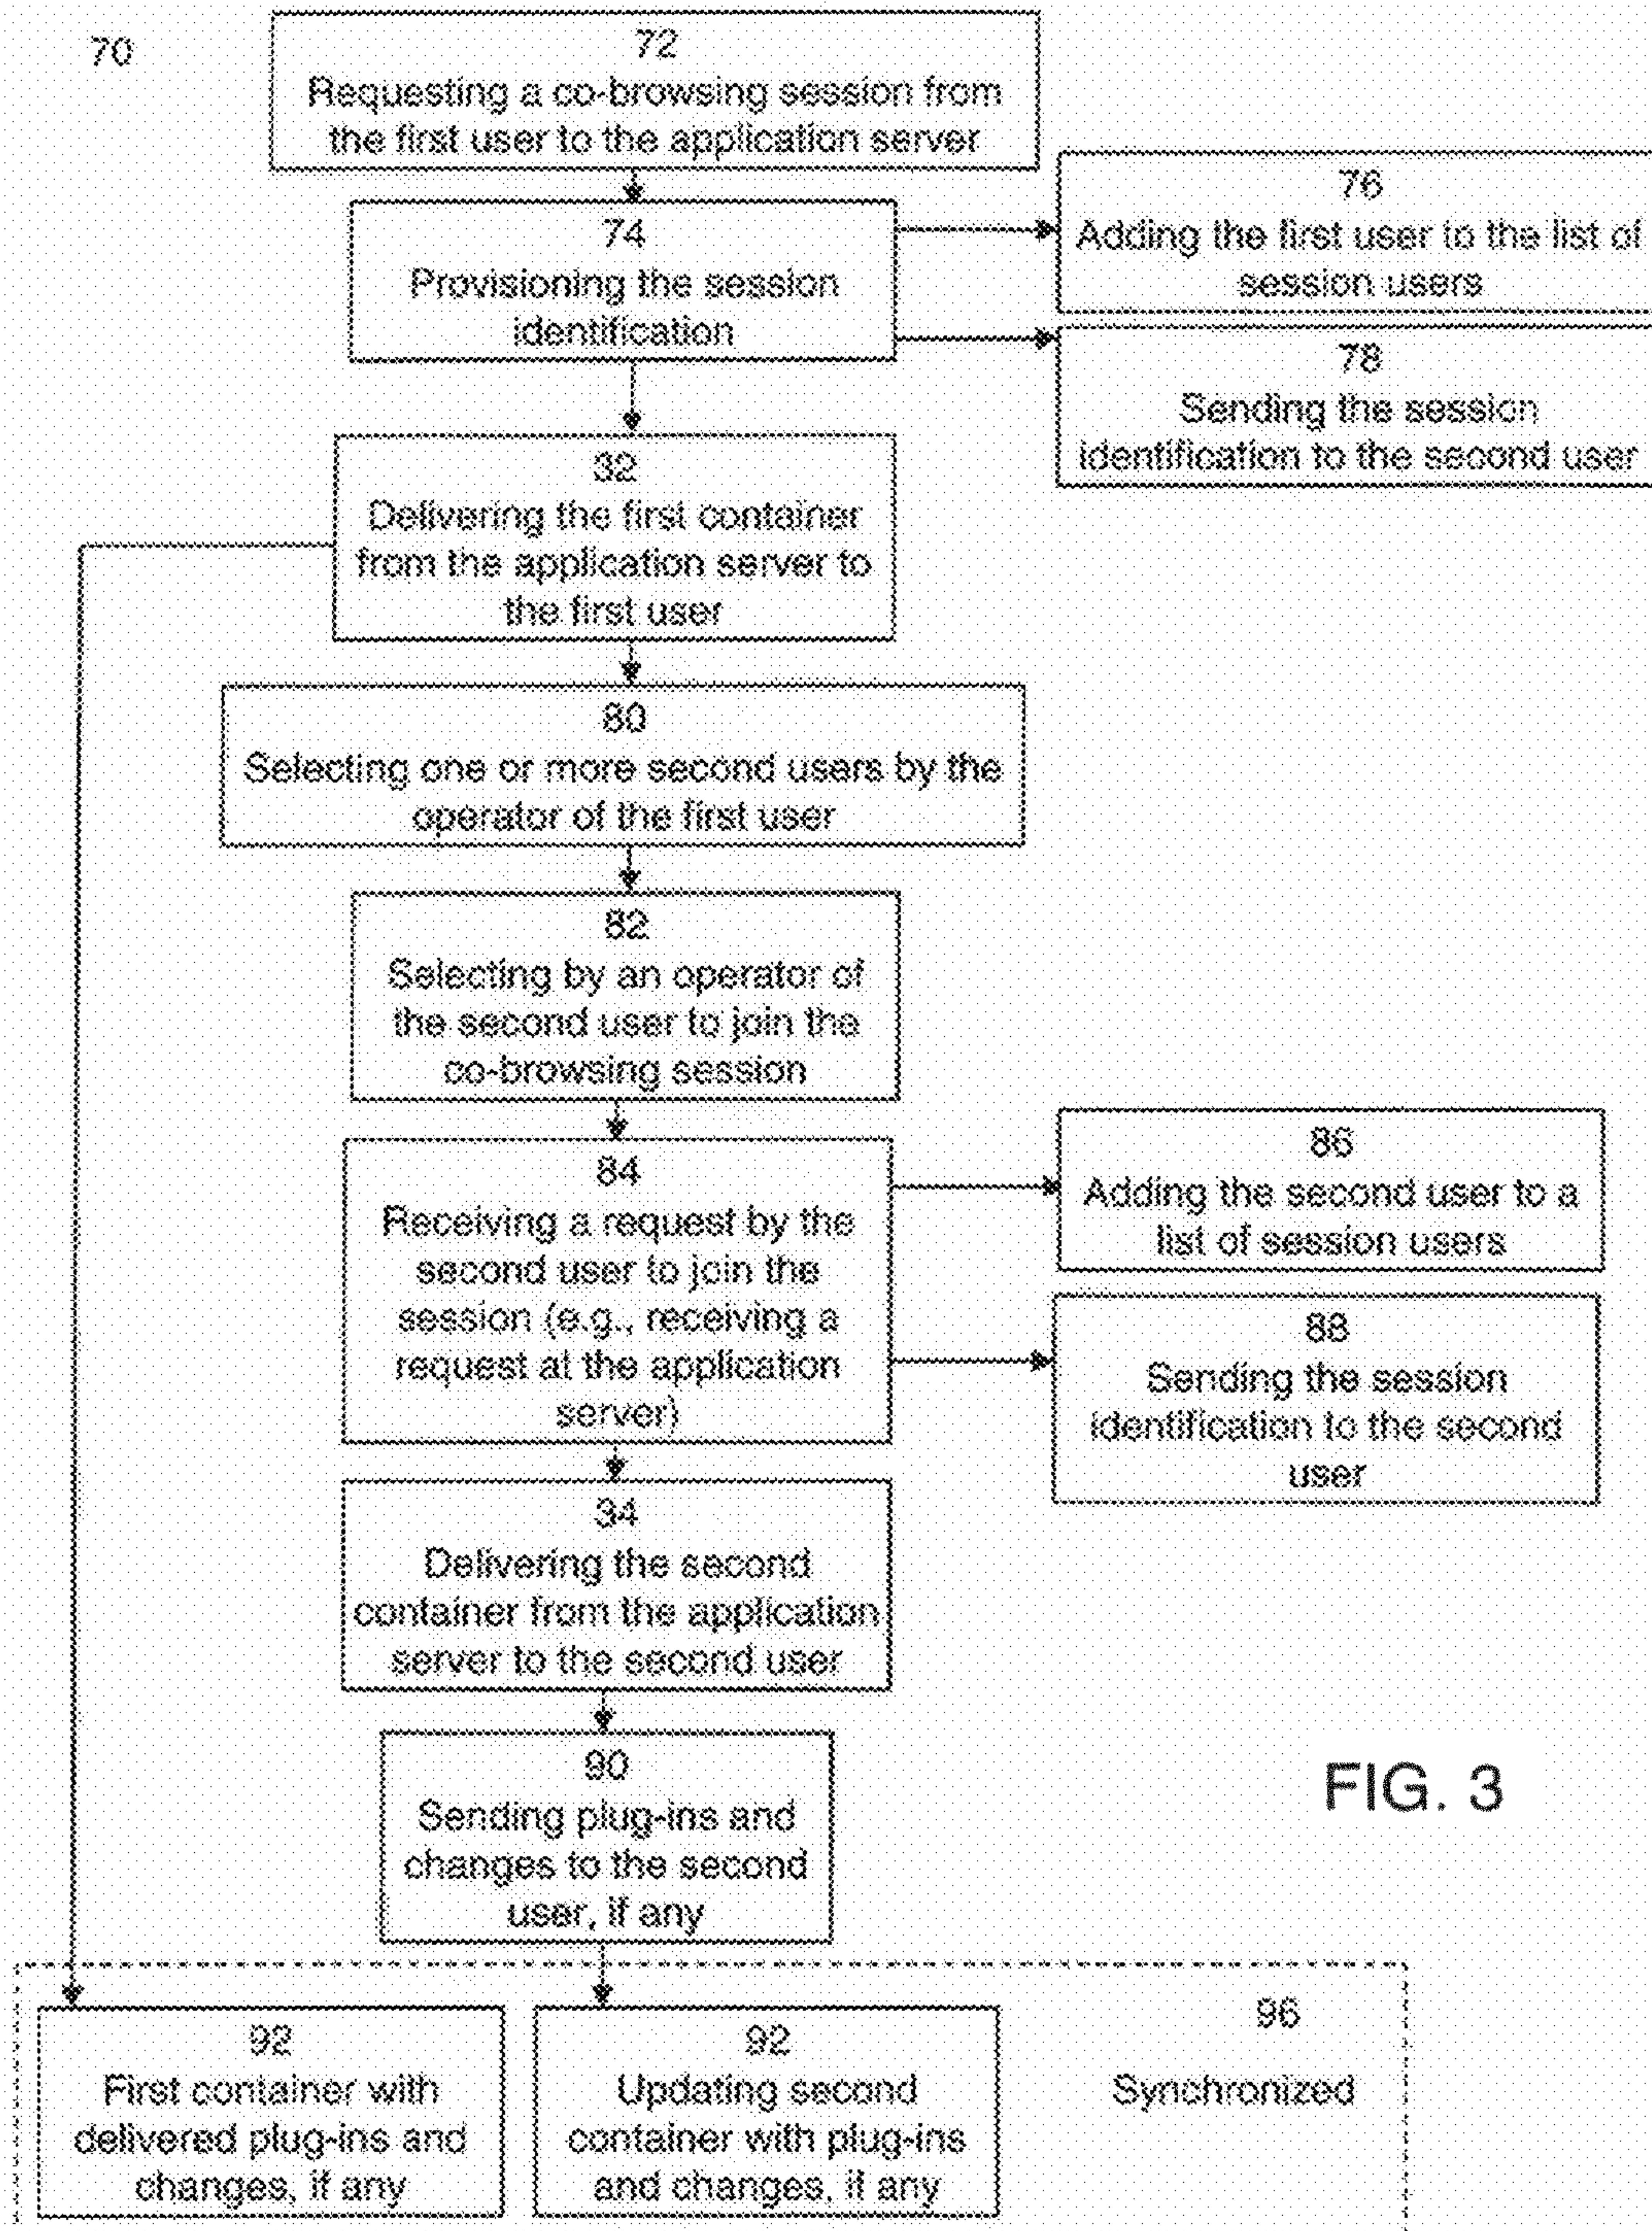 70
72
Requesting a co-browsing session from
the first user to the application server
74
Provisioning the session
identification
76
Adding the first user to the list of
session users
78
Sending the session
identification to the second user
32
Delivering the first container
from the application server to
the first user
80
Selecting one or more second users by the
operator of the first user
82
Selecting by an operator of
the second user to join the
co-browsing session
84
Receiving a request by the
second user to join the
session (e.g., receiving a
request at the application
server)
86
Adding the second user to a
list of session users
88
Sending the session
identification to the second
user
34
Delivering the second
container from the application
server to the second user
90
Sending plug-ins and
changes to the second
user, if any
FIG. 3
92
First container with
delivered plug-ins and
changes, if any
92
Updating second
container with plug-ins
and changes, if any
96
Synchronized